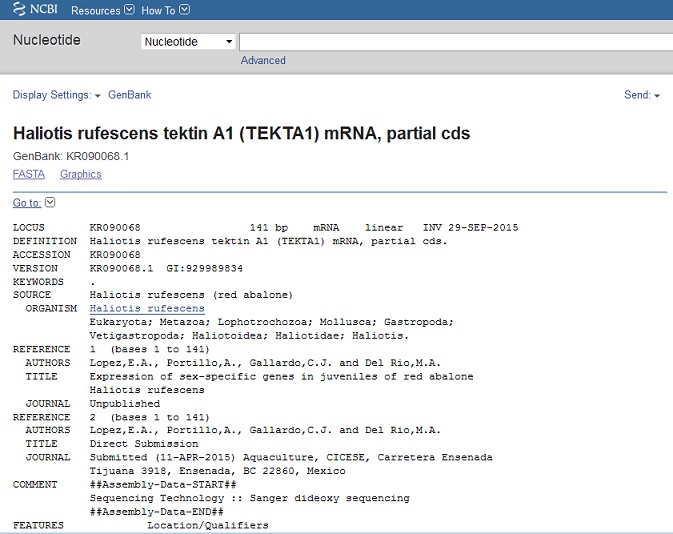 NCBI Resources How To
Nucleotide Nucleotide
Advanced
Display Settings: GenBank Send:
Haliotis rufescens tektin A1 (TEKTA1) mRNA, partial cds
GenBank: KR090068.1
FASTA Graphics
Go to:
LOCUS KR090068 141 bp mRNA linear INV 29-SEP-2015
DEFINITION Haliotis rufescens tektin A1 (TEKTA1) mRNA, partial cds.
ACCESSION KR090068
VERSION KR090068.1 GI:929989834
KEYWORDS .
SOURCE Haliotis rufescens (red abalone)
ORGANISM Haliotis rufescens
Eukaryota; Metazoa; Lophotrochozoa; Mollusca; Gastropoda;
Vetigastropoda; Haliotoidea; Haliotidae; Haliotis.
REFERENCE 1 (bases 1 to 141)
AUTHORS Lopez,E.A., Portillo,A., Gallardo,C.J. and Del Rio,M.A.
TITLE Expression of sex-specific genes in juveniles of red abalone
Haliotis rufescens
JOURNAL Unpublished
REFERENCE 2 (bases 1 to 141)
AUTHORS Lopez,E.A., Portillo,A., Gallardo,C.J. and Del Rio,M.A.
TITLE Direct Submission
JOURNAL Submitted (11-APR-2015) Aquaculture, CICESE, Carretera Ensenada
Tijuana 3918, Ensenada, BC 22860, Mexico
COMMENT ##Assembly-Data-START##
Sequencing Technology :: Sanger dideoxy sequencing
##Assembly-Data-END##
FEATURES Location/Qualifiers